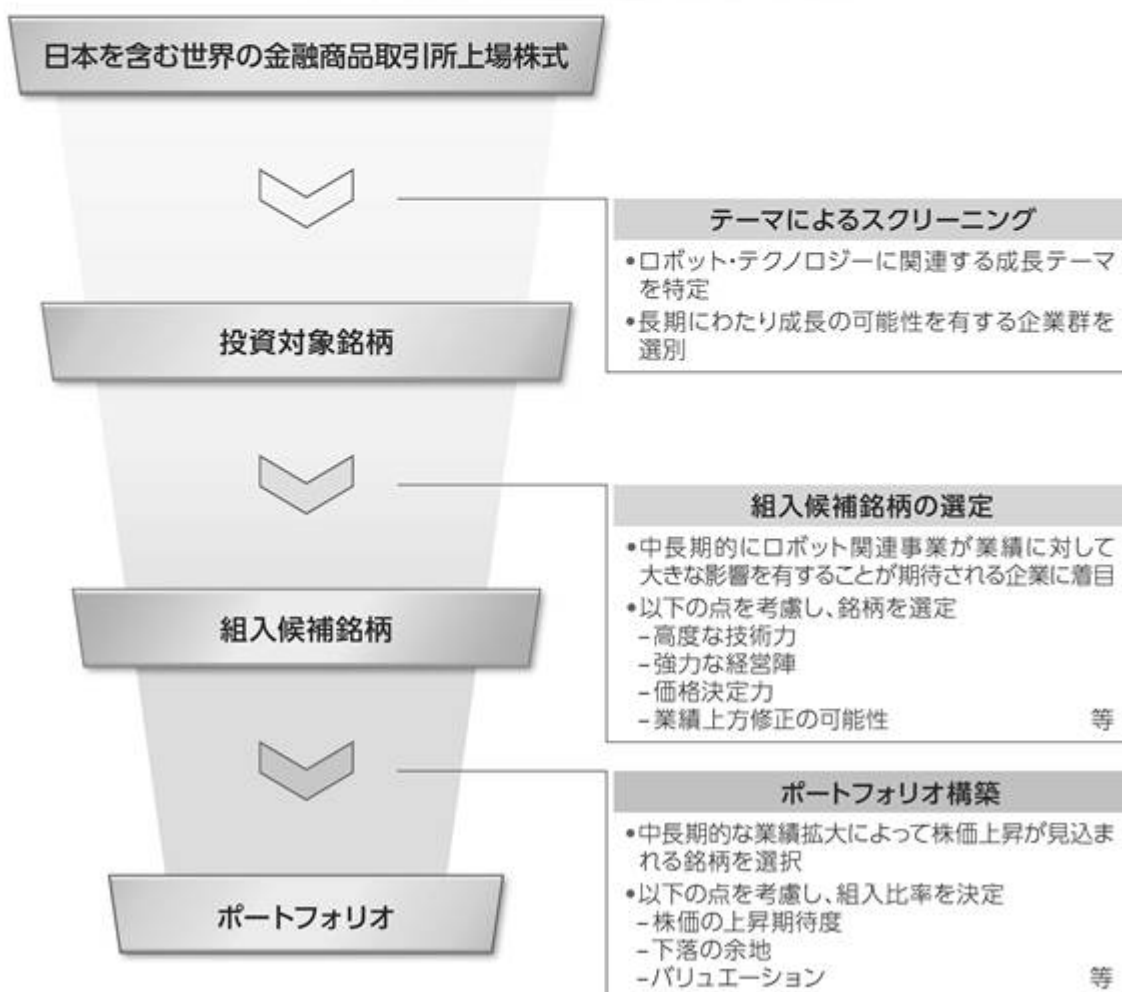 日本を含む世界の金融商品取引所上場株式
テーマによるスクリーニング
•ロボット・テクノロジーに関連する成長テーマ
を特定
•長期にわたり成長の可能性を有する企業群を
選別
投資対象銘柄
組入候補銘柄の選定
•中長期的にロボット関連事業が業績に対して
大きな影響を有することが期待される企業に着目
•以下の点を考慮し、銘柄を選定
−高度な技術力
−強力な経営陣
−価格決定力
−業績上方修正の可能性 等
組入候補銘柄
ポートフォリオ構築
•中長期的な業績拡大によって株価上昇が見込ま
れる銘柄を選択
•以下の点を考慮し、組入比率を決定
−株価の上昇期待度
−下落の余地
−バリュエーション 等
ポートフォリオ